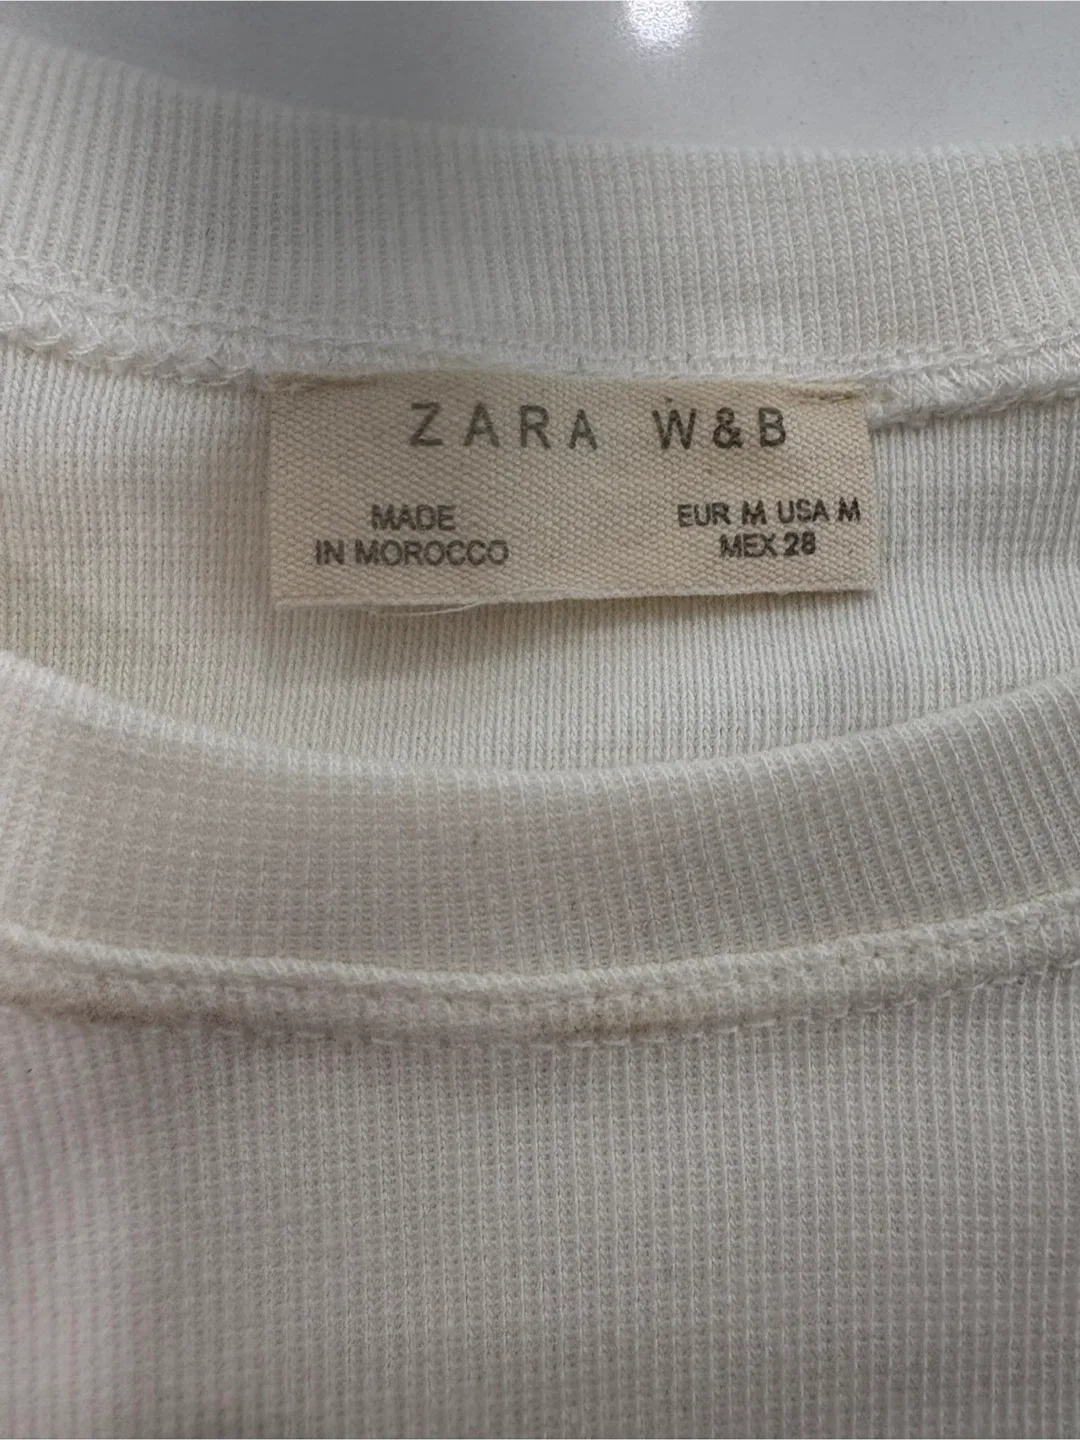 ZARA W&B
MADE
IN MOROCCO
EUR M USA M
MEX 28